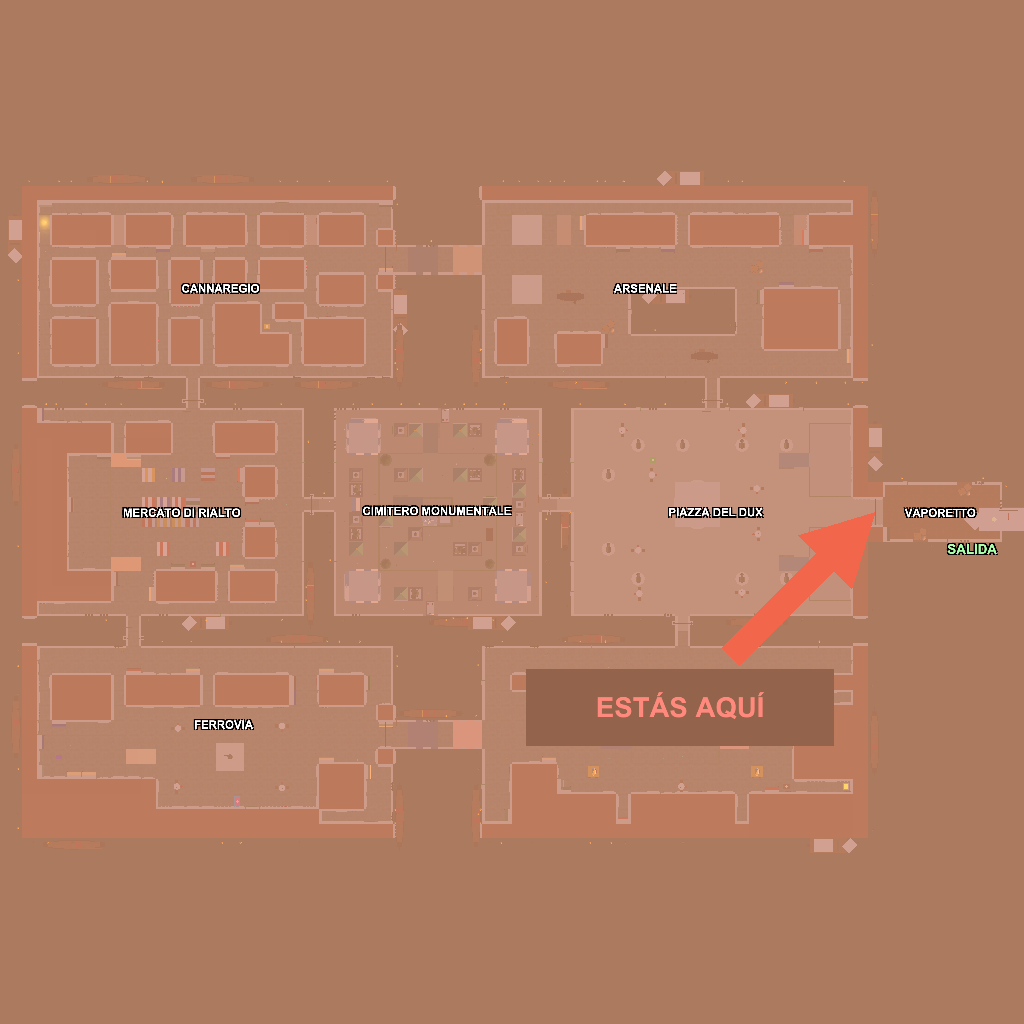 CANNAREGIO
ARSENALE
MERCATO DI RIALTO
CIMITERO MONUMENTALE
PIAZZA DEL DUX
VAPORETTO
SALIDA
ESTÁS AQUÍ
FERROVIA